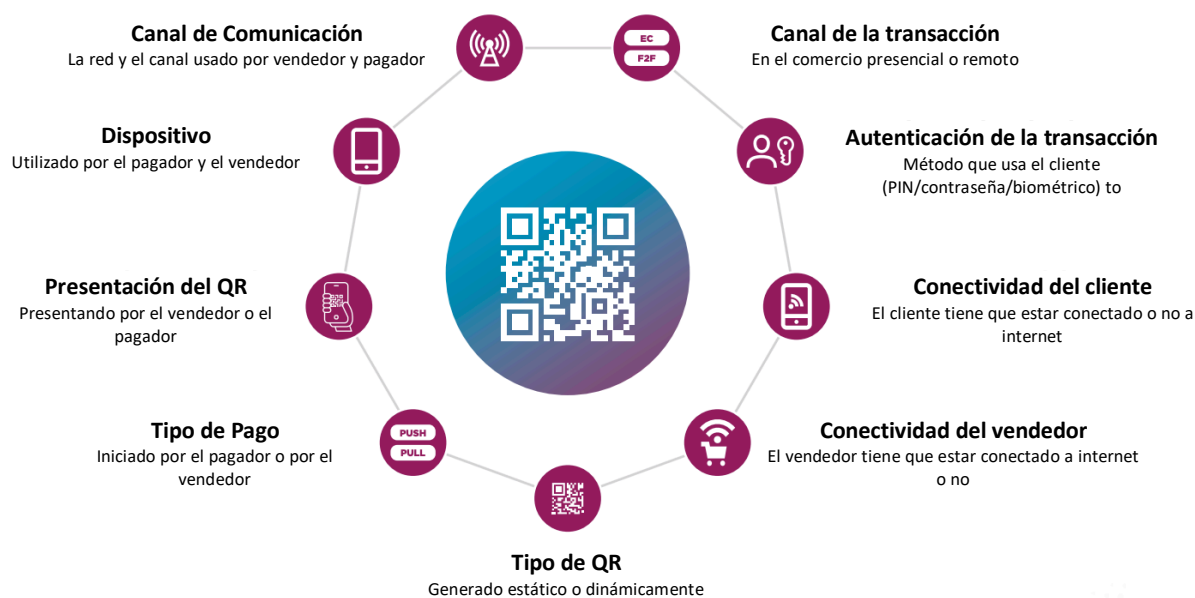 Canal de Comunicación
La red y el canal usado por vendedor y pagador
EC
F2F
Canal de la transacción
En el comercio presencial o remoto
Dispositivo
Utilizado por el pagador y el vendedor
Autenticación de la transacción
Método que usa el cliente
(PIN/contraseña/biométrico) to
Presentación del QR
Presentando por el vendedor o el
pagador
Conectividad del cliente
El cliente tiene que estar conectado o no a
internet
Tipo de Pago
Iniciado por el pagador o por el
vendedor
PUSH
PULL
Conectividad del vendedor
El vendedor tiene que estar conectado a internet
o no
Tipo de QR
Generado estático o dinámicamente